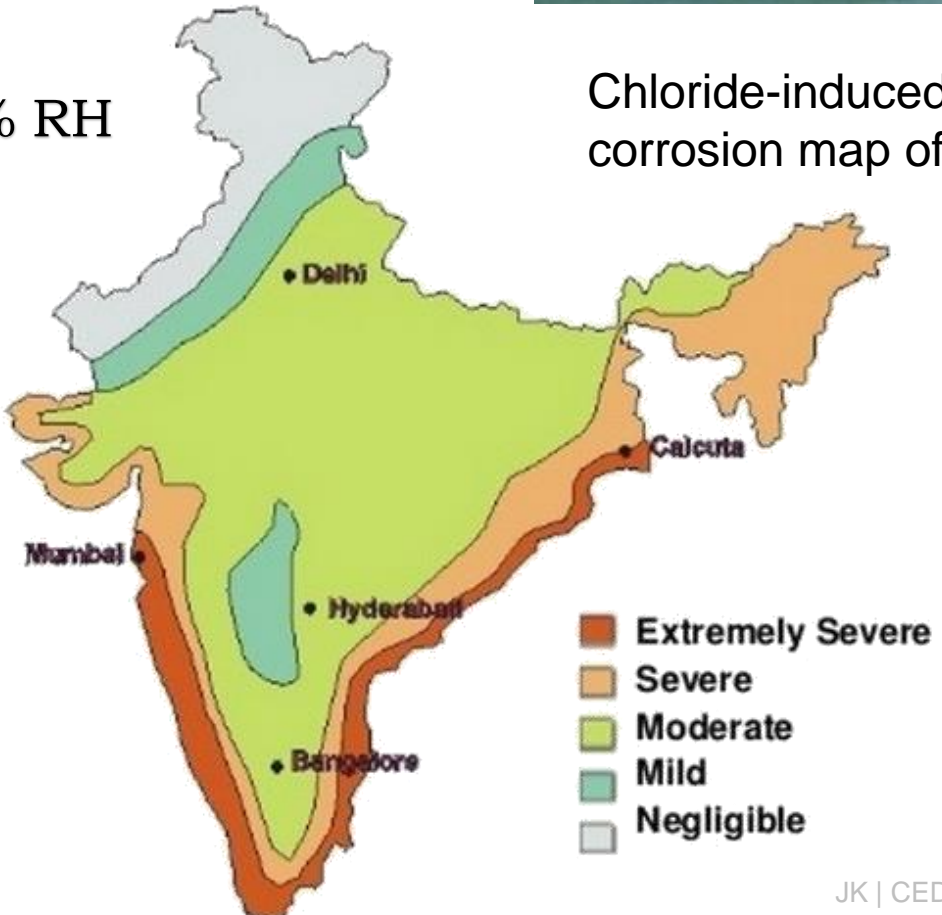 % RH
Chloride-induced
corrosion map of
Delhi
Calcuta
Mumbai
Hyderabad
Bangalore
Extremely Severe
Severe
Moderate
Mild
Negligible
JK | CED